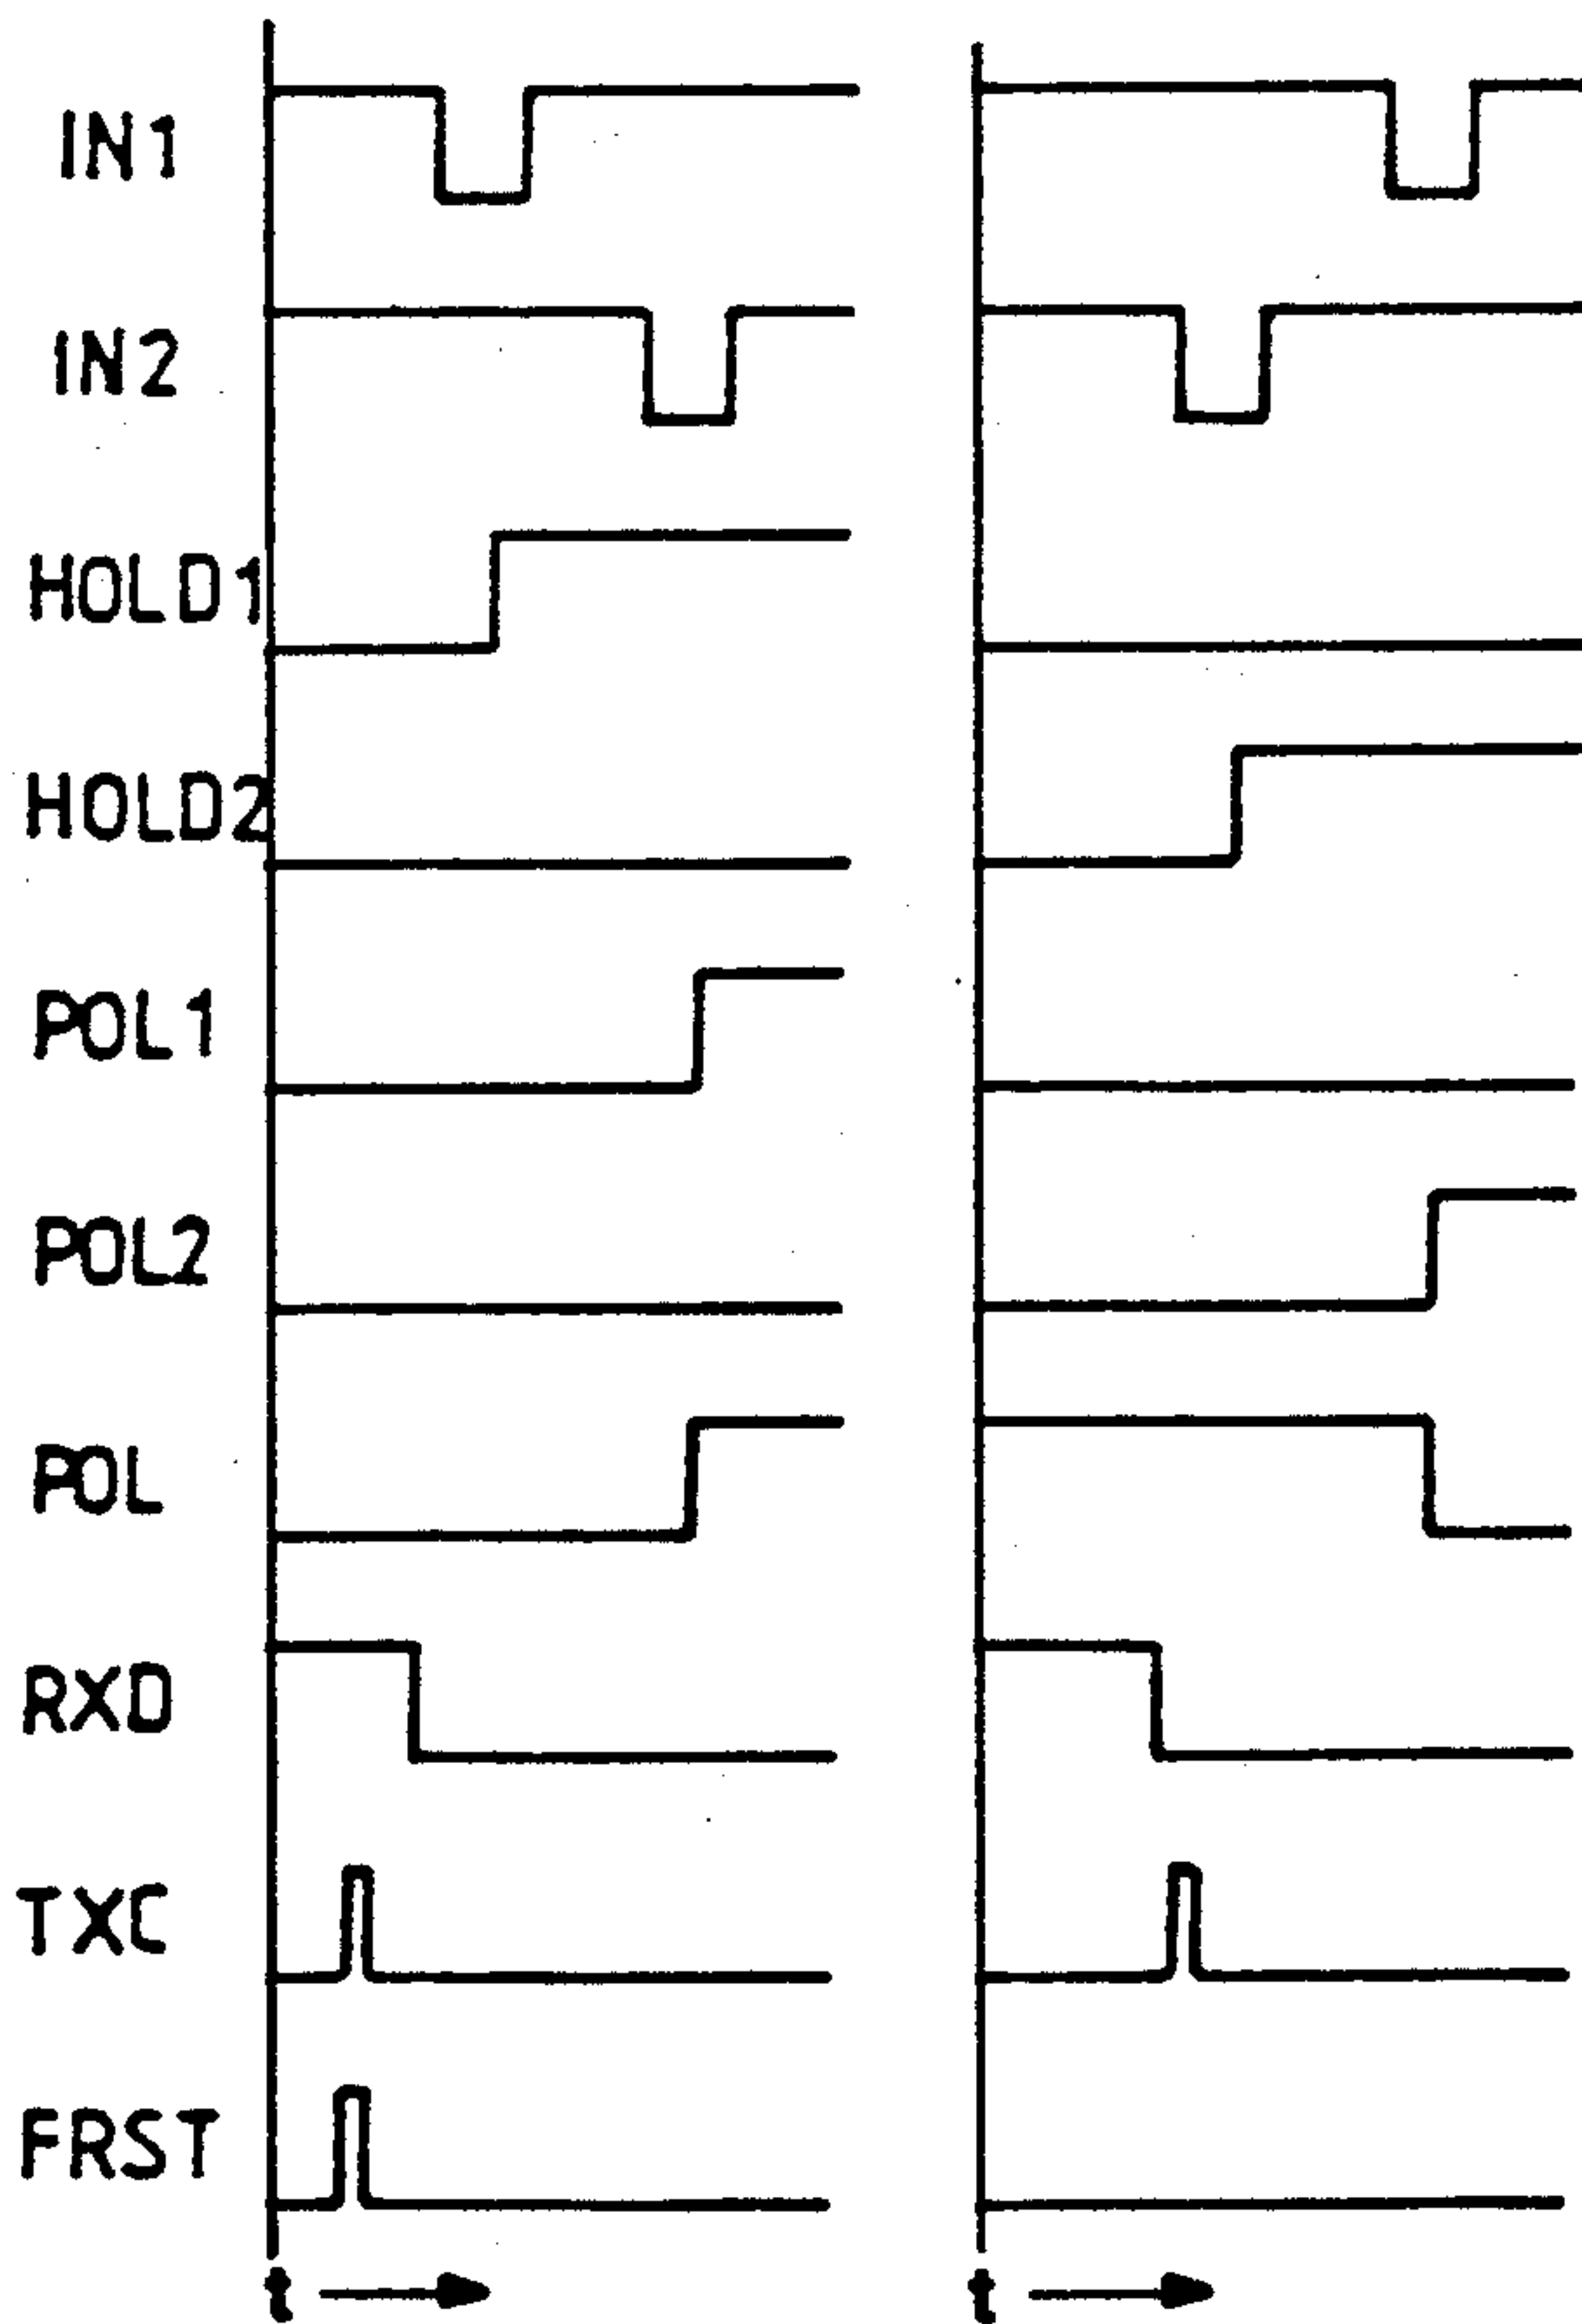 IN1
IN2
HOLD1
HOLD2
POL1
POL2
POL
RXD
TXC
FRST
t
t